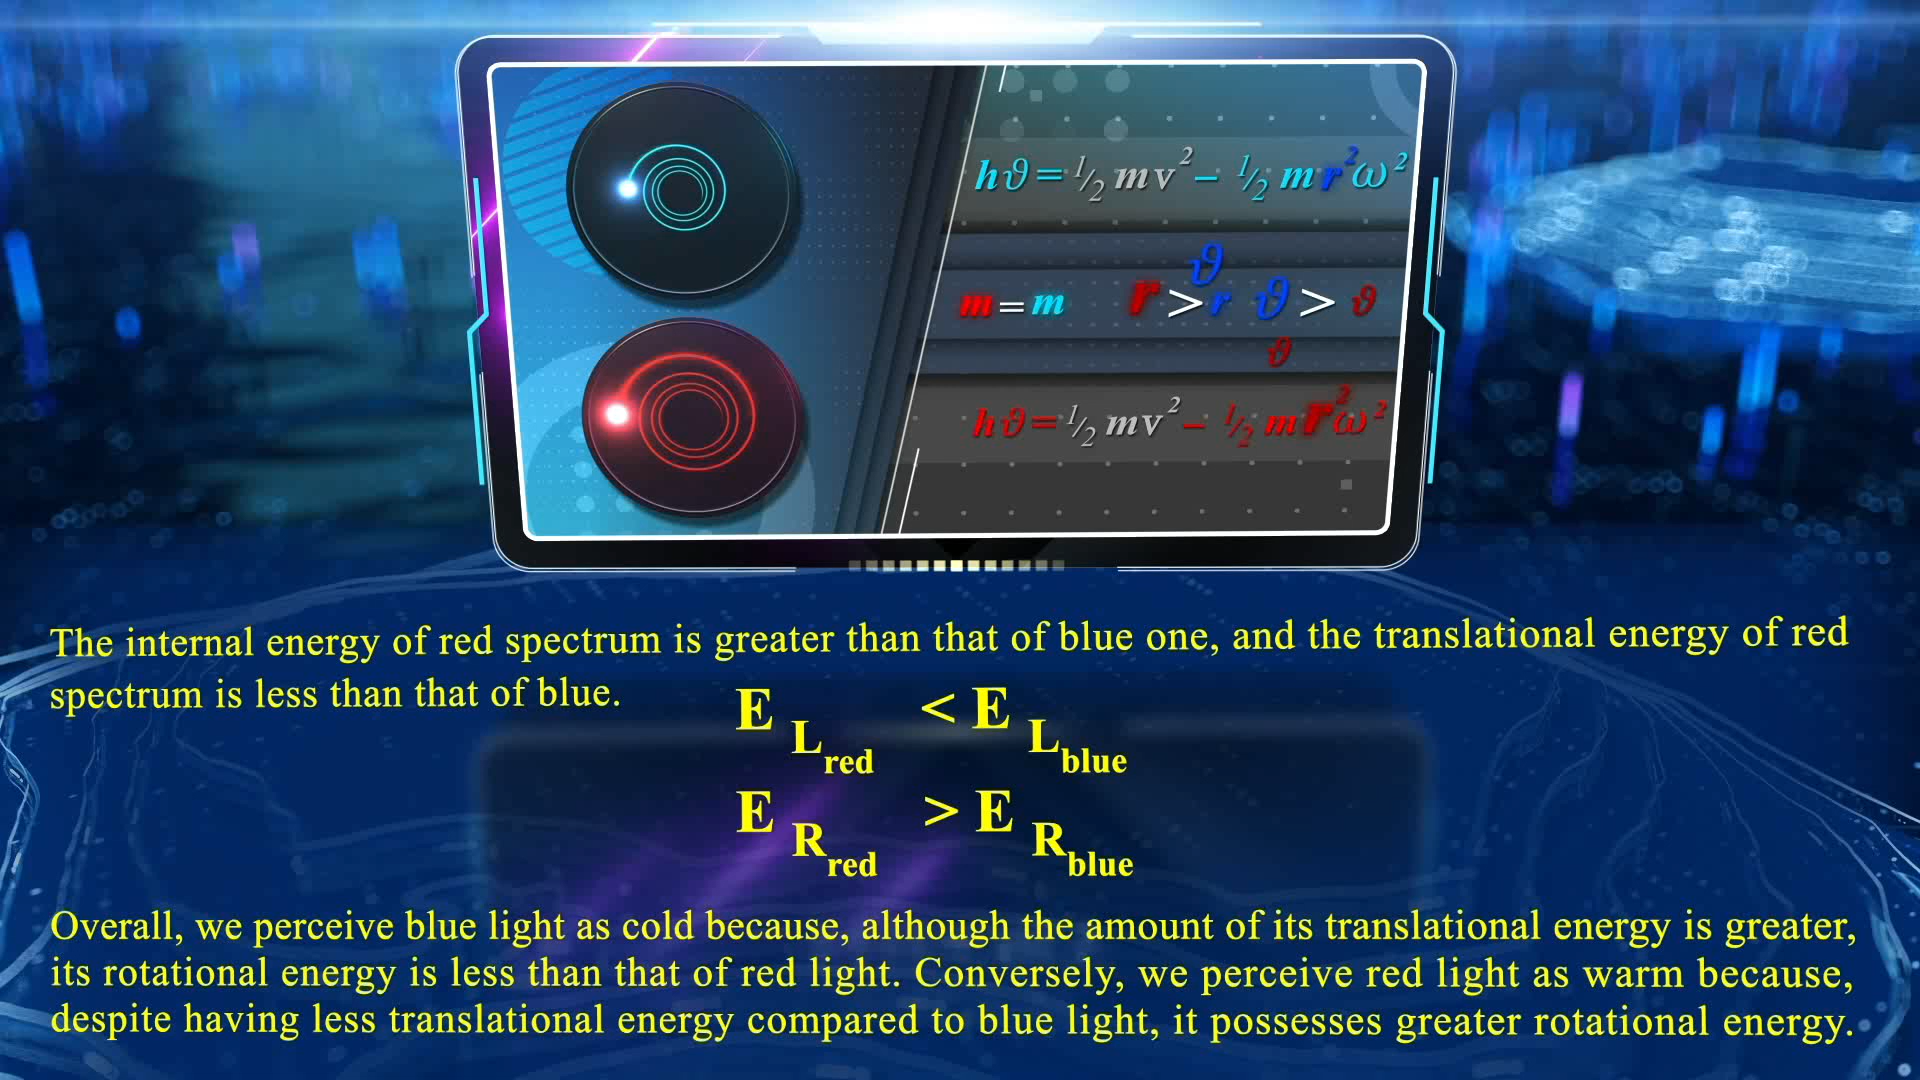 hϑ = ½ mv² – ½ mr²ω²
ϑ
m = m r > r ϑ > ϑ
ϑ
hϑ = ½ mv² – ½ mr²ω²
The internal energy of red spectrum is greater than that of blue one, and the translational energy of red
spectrum is less than that of blue.
E L red < E L blue
E R red > E R blue
Overall, we perceive blue light as cold because, although the amount of its translational energy is greater,
its rotational energy is less than that of red light. Conversely, we perceive red light as warm because,
despite having less translational energy compared to blue light, it possesses greater rotational energy.